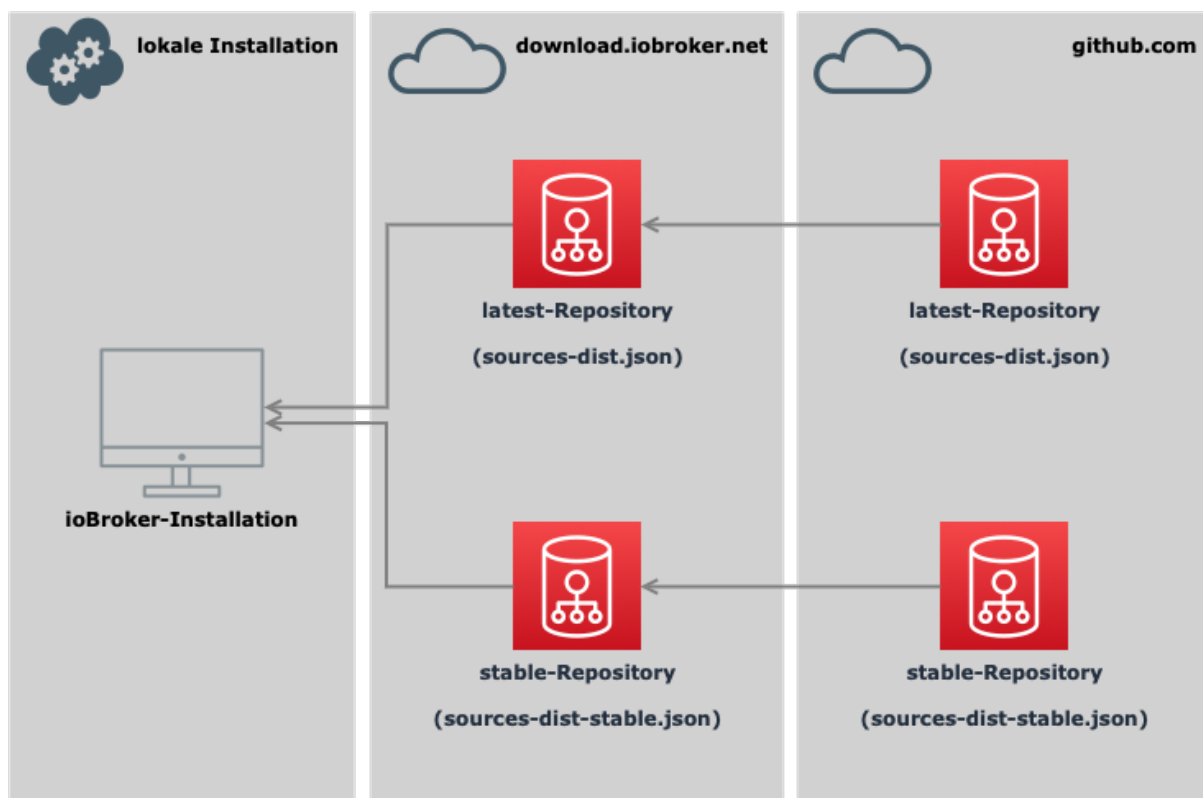 lokale Installation
download.iobroker.net
github.com
latest-Repository
(sources-dist.json)
latest-Repository
(sources-dist.json)
ioBroker-Installation
stable-Repository
(sources-dist-stable.json)
stable-Repository
(sources-dist-stable.json)